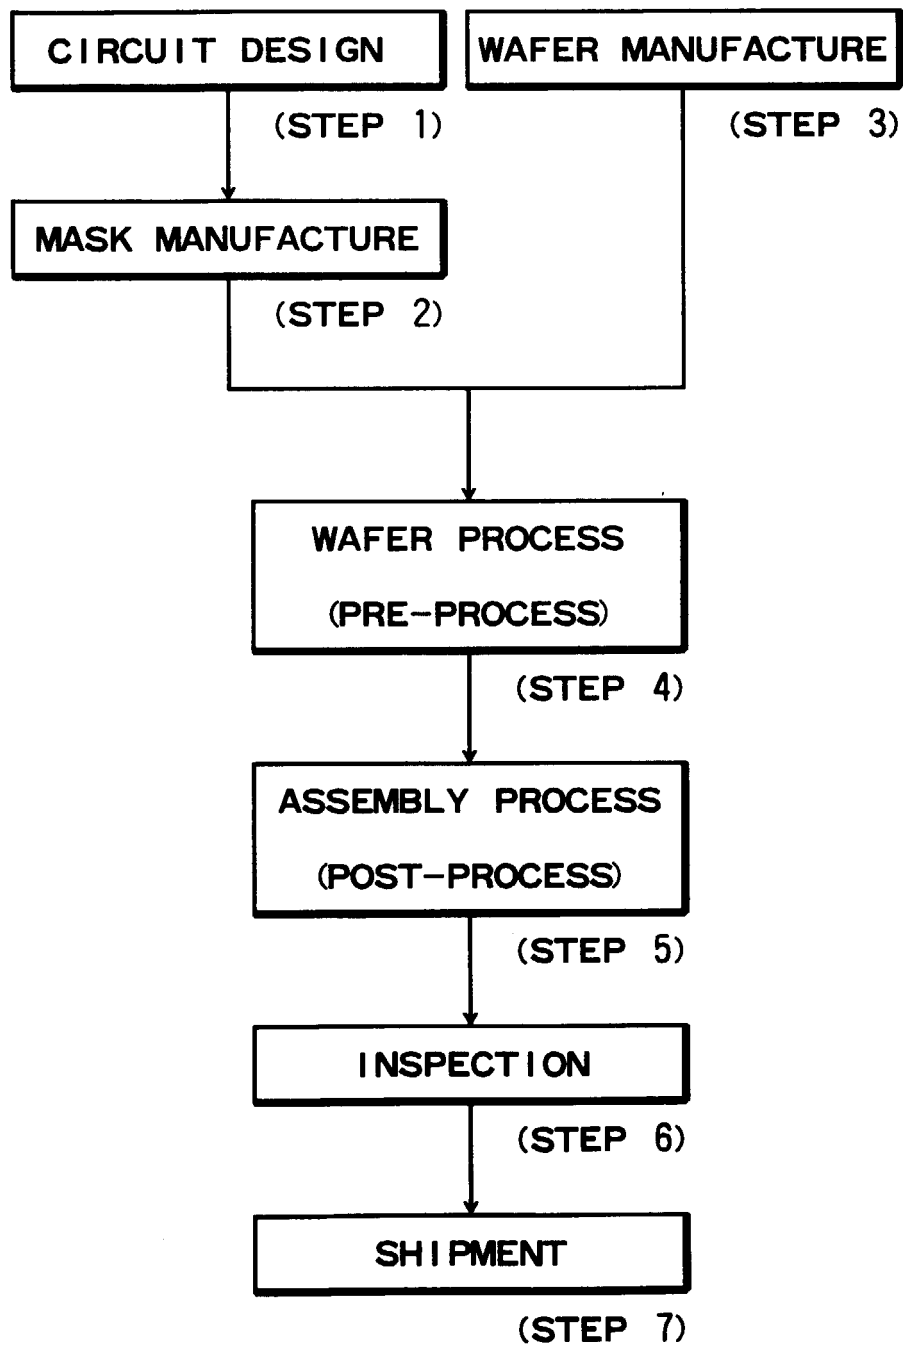 CIRCUIT DESIGN
(STEP 1)
WAFER MANUFACTURE
(STEP 3)
MASK MANUFACTURE
(STEP 2)
WAFER PROCESS
(PRE-PROCESS)
(STEP 4)
ASSEMBLY PROCESS
(POST-PROCESS)
(STEP 5)
INSPECTION
(STEP 6)
SHIPMENT
(STEP 7)